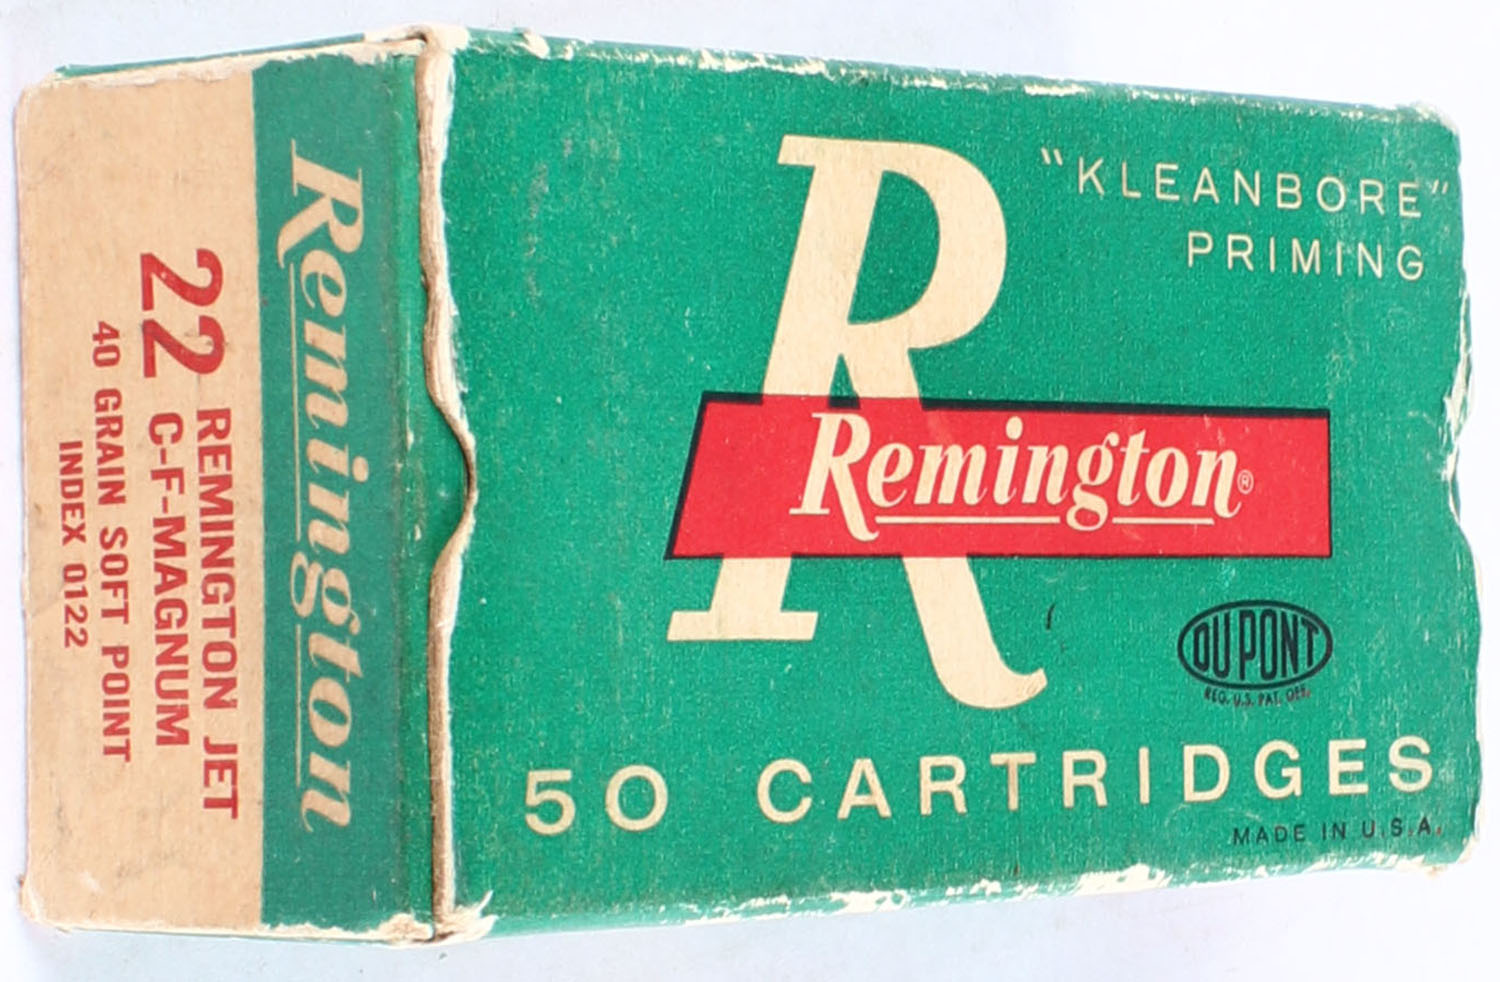 Remington
22 REMINGTON JET
C-F-MAGNUM
40 GRAIN SOFT POINT
INDEX 0122
"KLEANBORE"
PRIMING
R
Remington®
DU PONT
REG. U.S. PAT. OFF.
50 CARTRIDGES
MADE IN U.S.A.